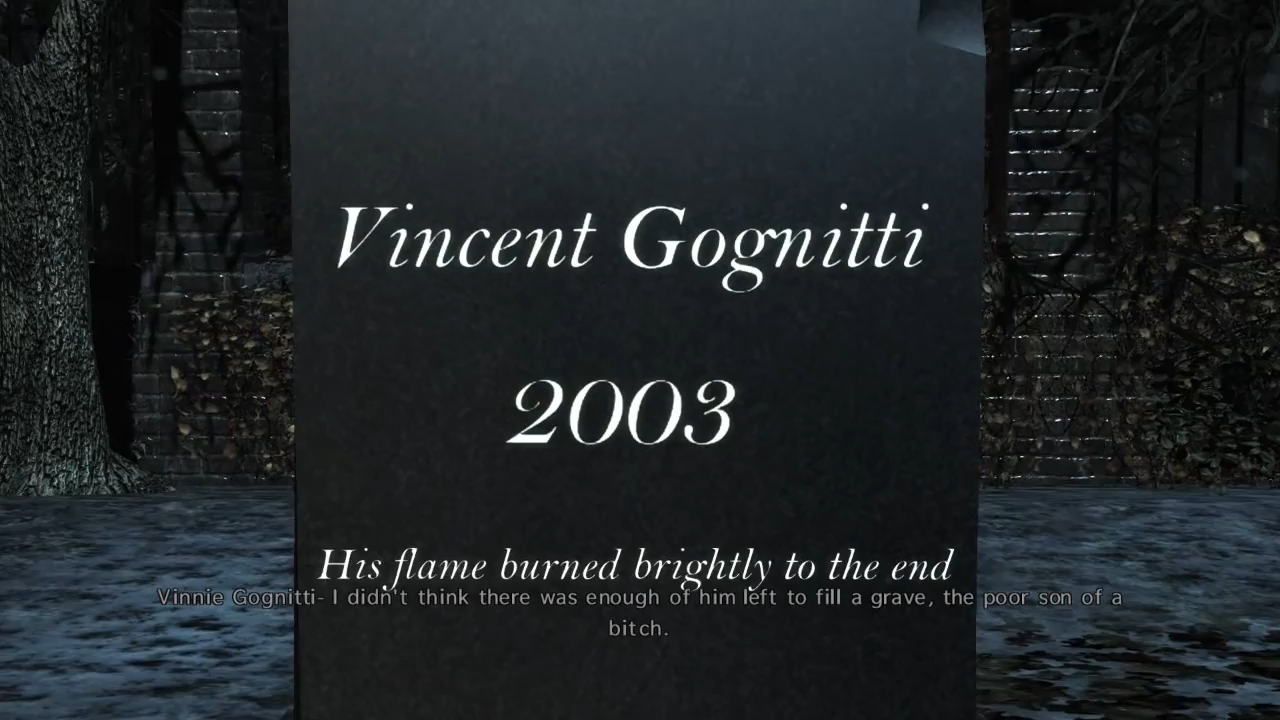 Vincent Gognitti
2003
His flame burned brightly to the end
Vinnie Gognitti- I didn't think there was enough of him left to fill a grave, the poor son of a
bitch.